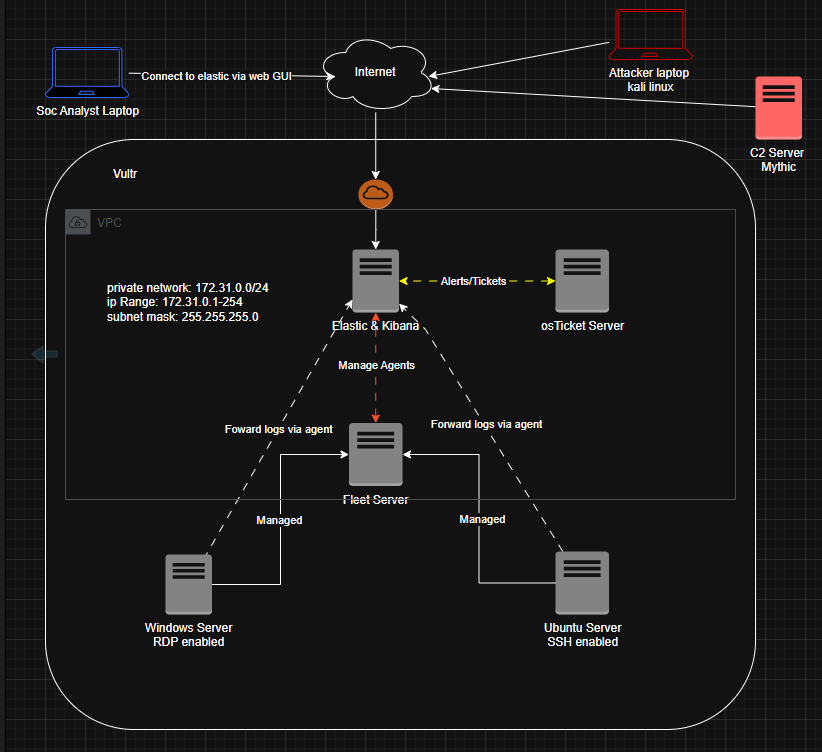 Connect to elastic via web GUI
Internet
Soc Analyst Laptop
Attacker laptop
kali linux
C2 Server
Mythic
Vultr
VPC
private network: 172.31.0.0/24
ip Range: 172.31.0.1-254
subnet mask: 255.255.255.0
Alerts/Tickets
Elastic & Kibana
osTicket Server
Manage Agents
Foward logs via agent
Forward logs via agent
Fleet Server
Managed
Managed
Windows Server
RDP enabled
Ubuntu Server
SSH enabled